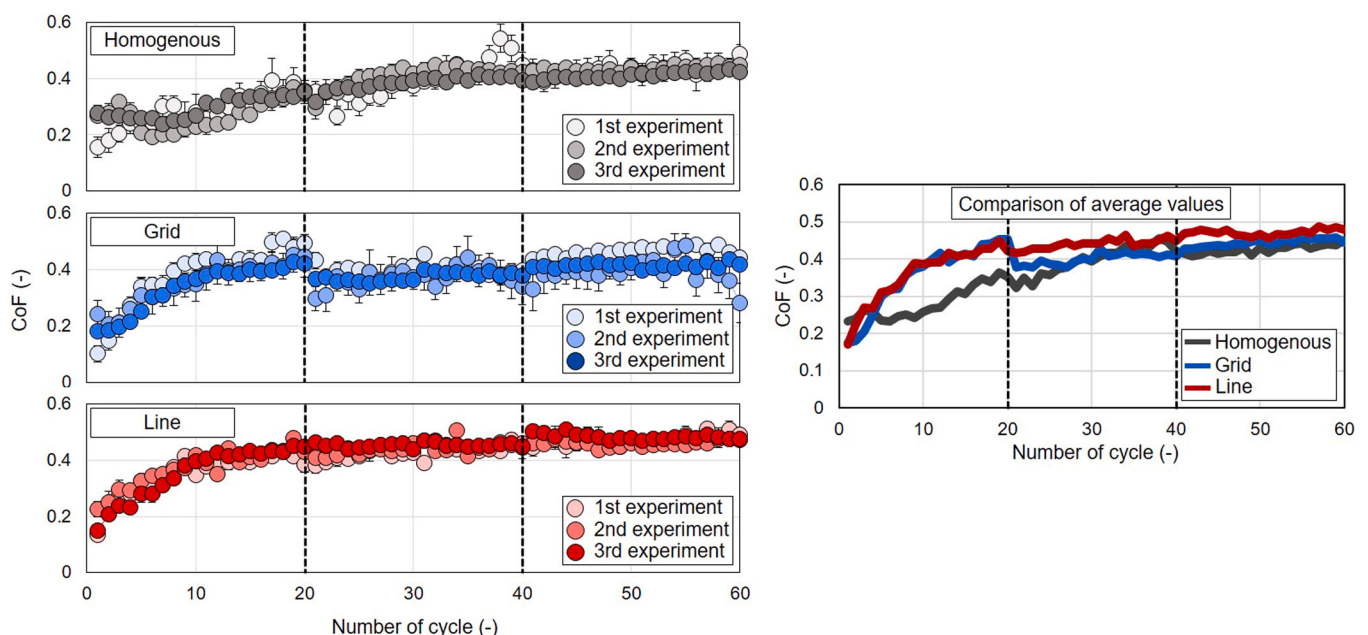 0.6
Homogenous
0.4
0.2
0
1st experiment
2nd experiment
3rd experiment
0.6
Grid
0.4
0.2
0
CoF (-)
1st experiment
2nd experiment
3rd experiment
0.6
Line
0.4
0.2
0
1st experiment
2nd experiment
3rd experiment
0 10 20 30 40 50 60
Number of cycle (-)
0.6
0.5
0.4
0.3
0.2
0.1
0
CoF (-)
Comparison of average values
Homogenous
Grid
Line
0 10 20 30 40 50 60
Number of cycle (-)